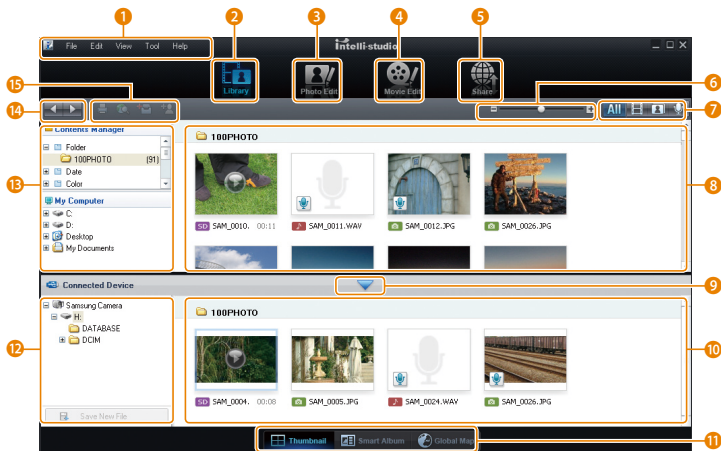 1
2
3
4
5
File Edit View Tool Help
Intelli-studio
Library
Photo Edit
Movie Edit
Share
6
15
14
All
7
Contents Manager
Folder
100PHOTO (91)
Date
Color
My Computer
C:
D:
Desktop
My Documents
13
100PHOTO
SD SAM_0010. 00:11
SAM_0011.WAV
SAM_0012.JPG
SAM_0026.JPG
8
Connected Device
9
Samsung Camera
H:
DATABASE
DCIM
12
Save New File
100PHOTO
SD SAM_0004. 00:08
SAM_0005.JPG
SAM_0024.WAV
SAM_0026.JPG
10
Thumbnail
Smart Album
Global Map
11